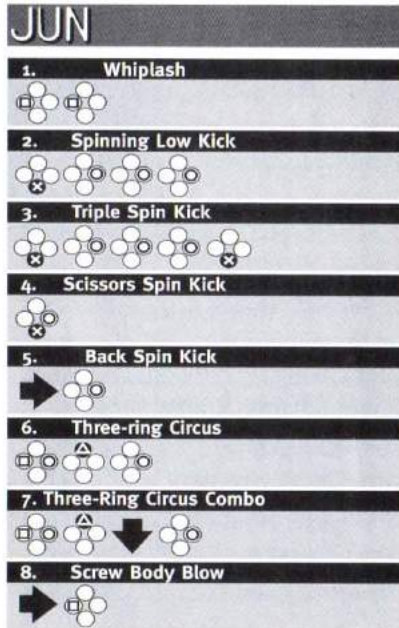 JUN
1. Whiplash
2. Spinning Low Kick
3. Triple Spin Kick
4. Scissors Spin Kick
5. Back Spin Kick
6. Three-ring Circus
7. Three-Ring Circus Combo
8. Screw Body Blow